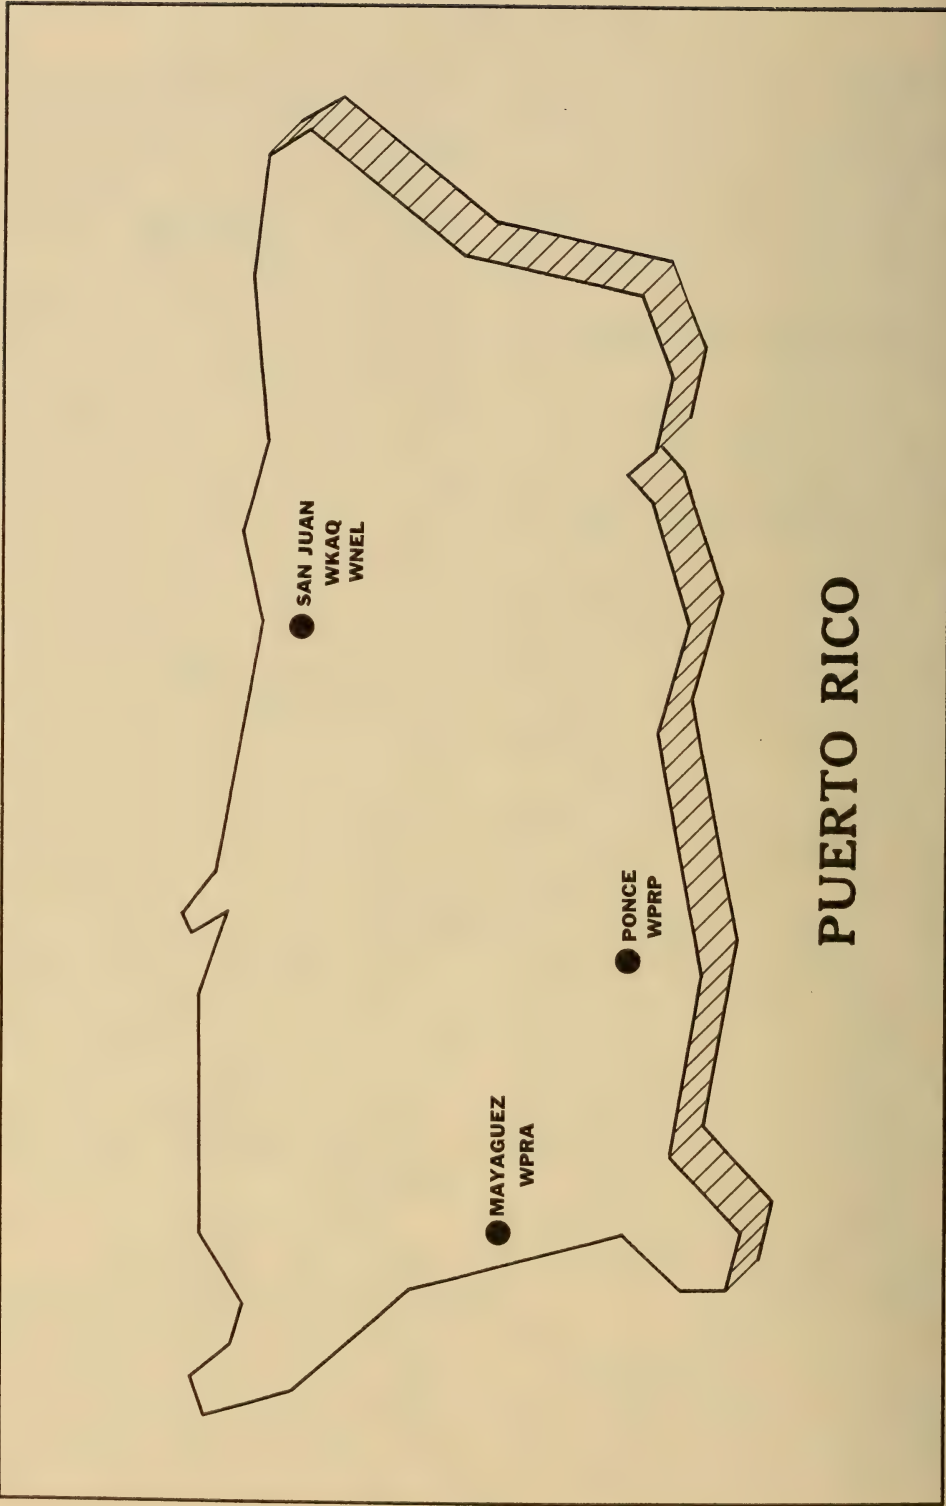 SAN JUAN
WKAQ
WNEL
PONCE
WPRP
MAYAGUEZ
WPRA
PUERTO RICO